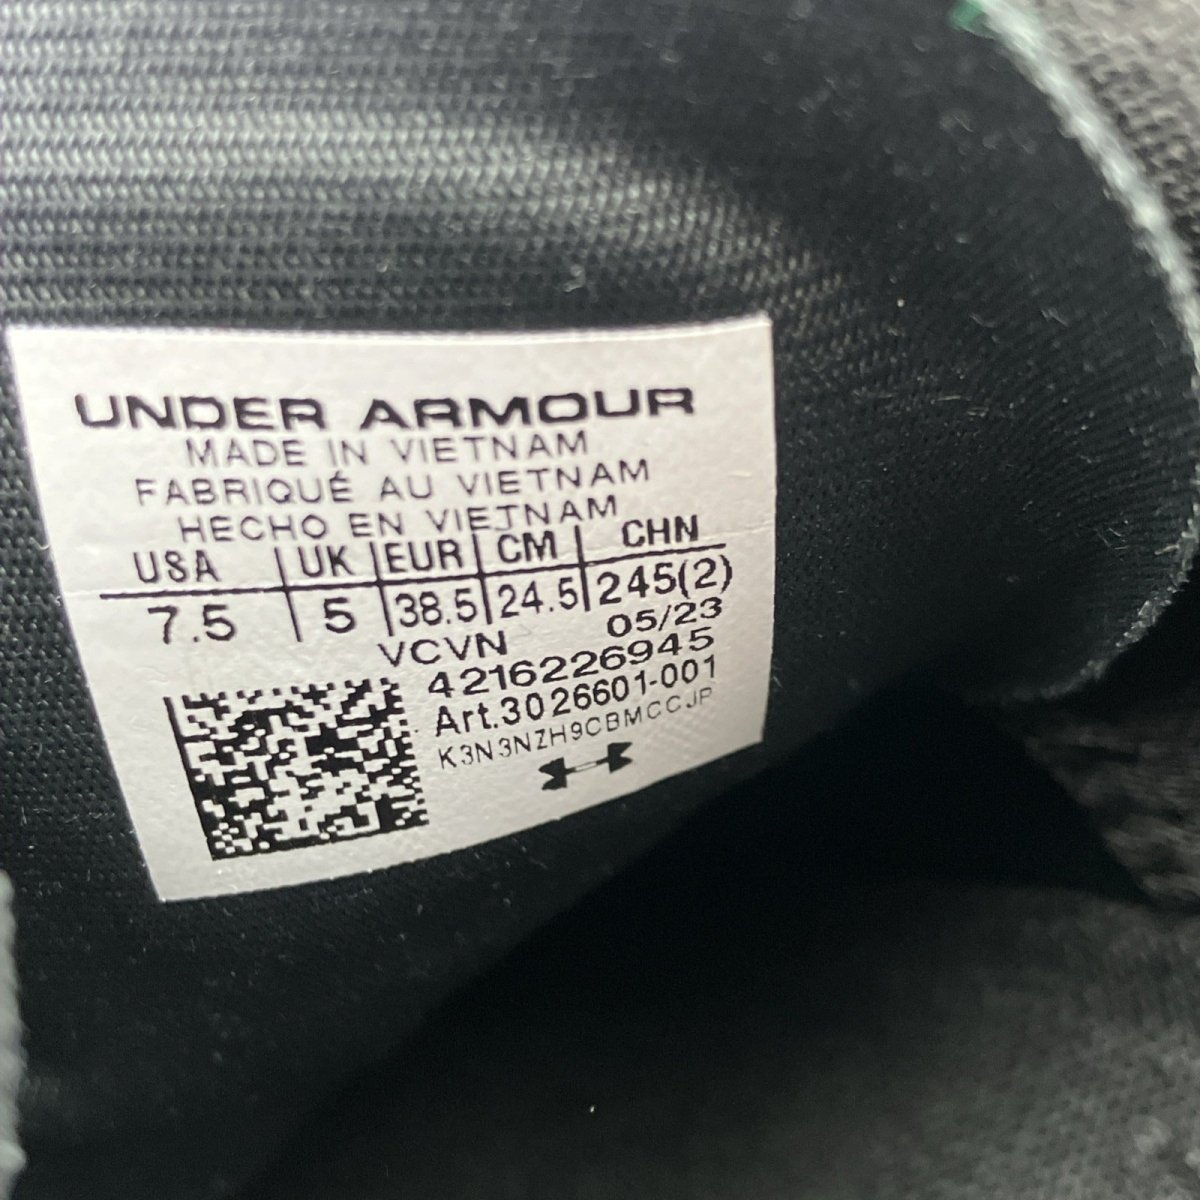 UNDER ARMOUR
MADE IN VIETNAM
FABRIQUÉ AU VIETNAM
HECHO EN VIETNAM
USA | UK | EUR | CM | CHN
7.5 | 5 | 38.5 | 24.5 | 245(2)
VCVN 05/23
4216226945
Art.3026601-001
K3N3NZH9CBMCCJP